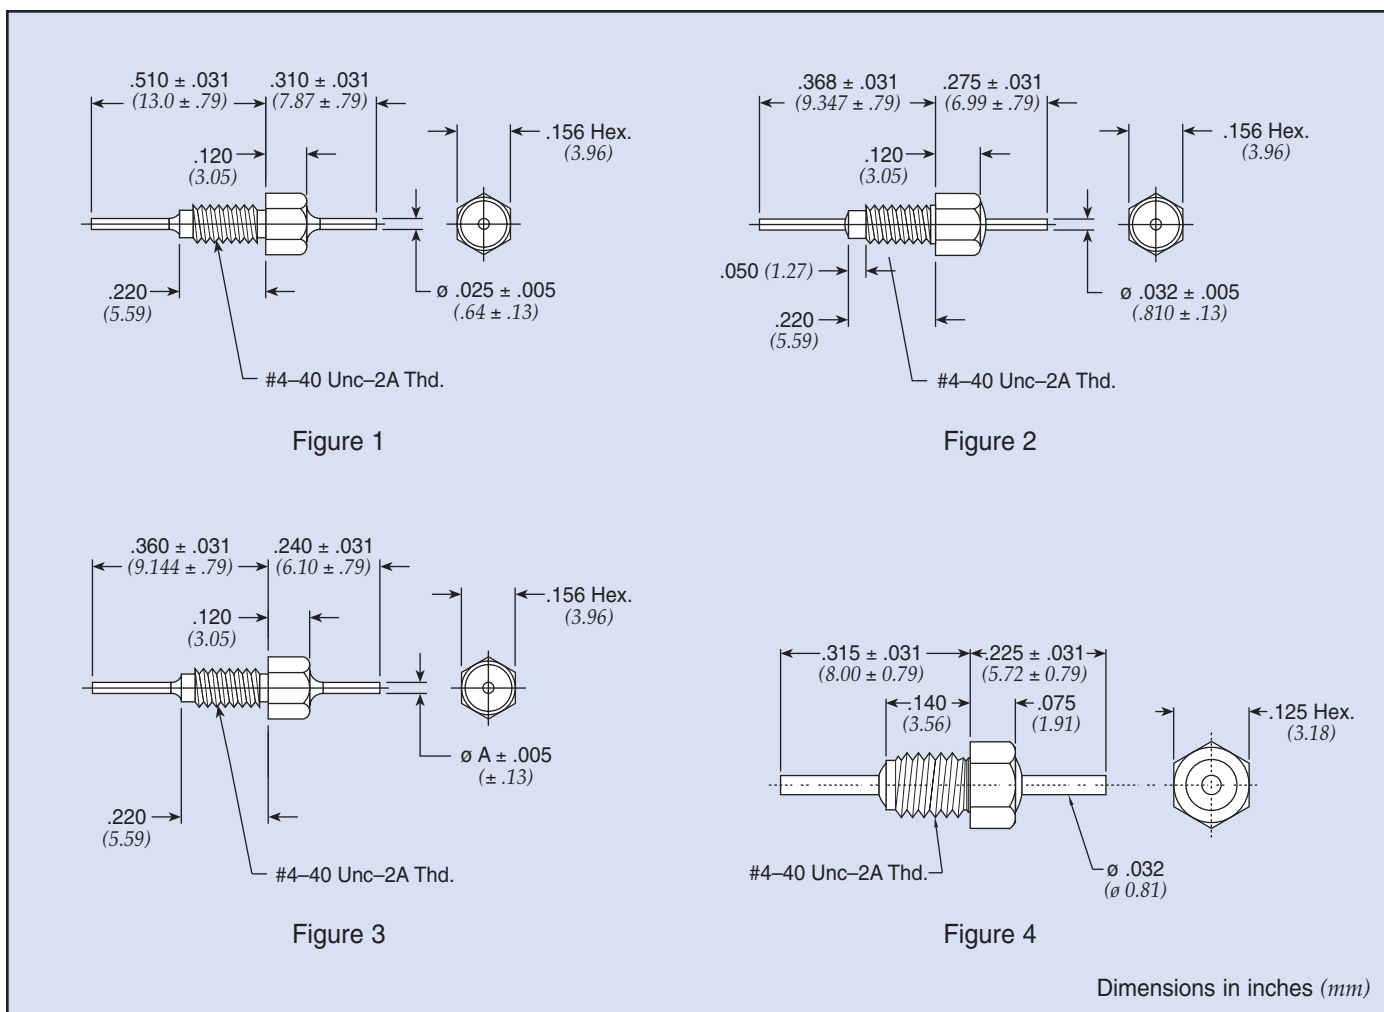 .510 ± .031 .310 ± .031
(13.0 ± .79) (7.87 ± .79)
.156 Hex.
(3.96)
.120
(3.05)
.220
(5.59)
ø .025 ± .005
(.64 ± .13)
#4–40 Unc–2A Thd.
Figure 1
.368 ± .031 .275 ± .031
(9.347 ± .79) (6.99 ± .79)
.156 Hex.
(3.96)
.120
(3.05)
.050 (1.27)
ø .032 ± .005
(.810 ± .13)
.220
(5.59)
#4–40 Unc–2A Thd.
Figure 2
.360 ± .031 .240 ± .031
(9.144 ± .79) (6.10 ± .79)
.156 Hex.
(3.96)
.120
(3.05)
ø A ± .005
(± .13)
.220
(5.59)
#4–40 Unc–2A Thd.
Figure 3
.315 ± .031 .225 ± .031
(8.00 ± 0.79) (5.72 ± 0.79)
.140 .075
(3.56) (1.91)
.125 Hex.
(3.18)
#4–40 Unc–2A Thd.
ø .032
(ø 0.81)
Figure 4
Dimensions in inches (mm)